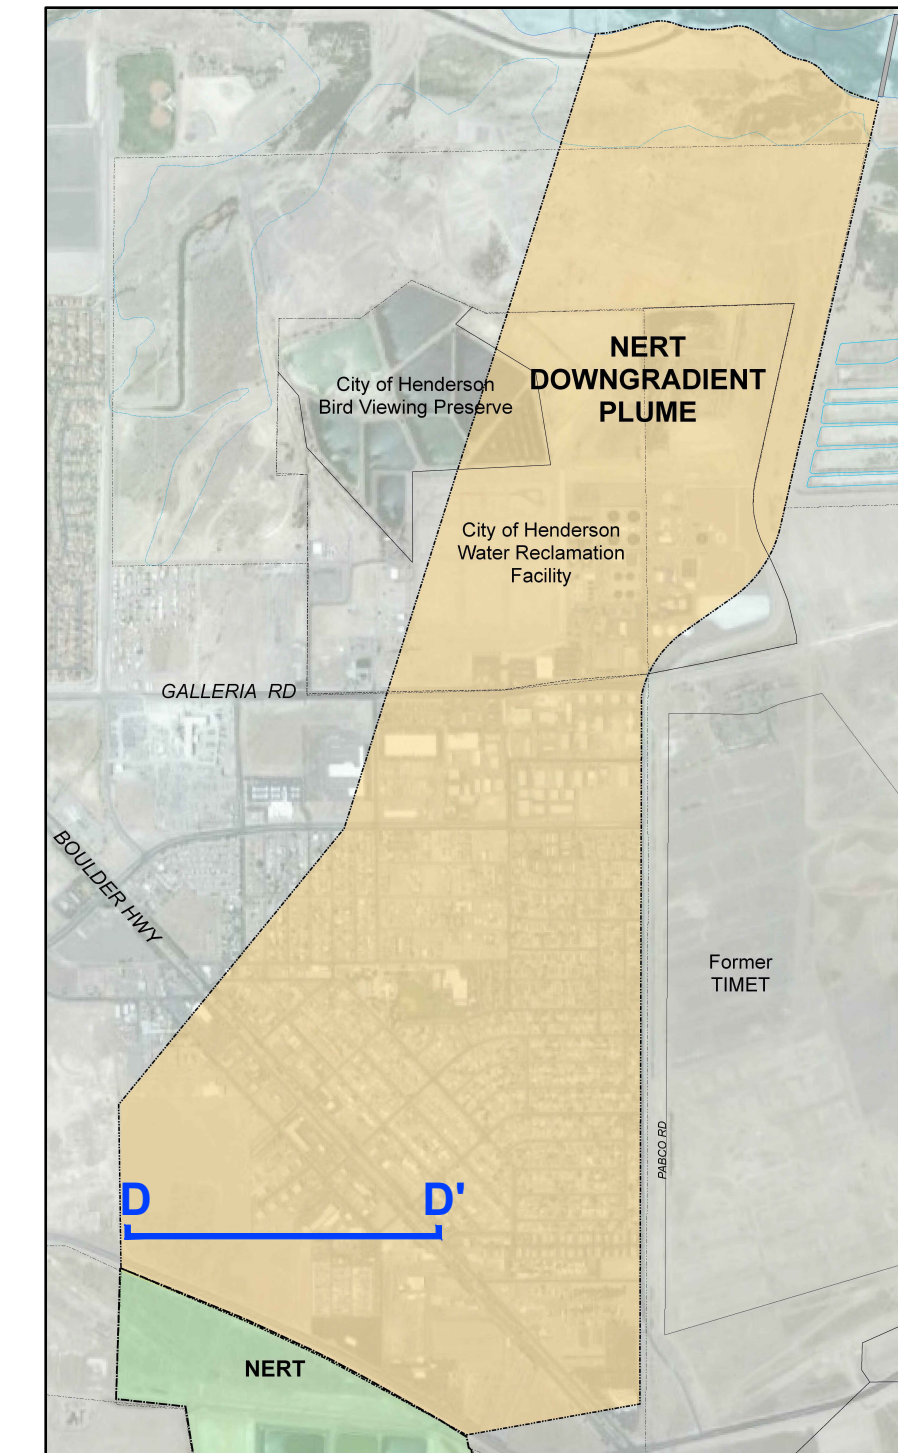 NERT
DOWNGRADIENT
PLUME
City of Henderson
Bird Viewing Preserve
City of Henderson
Water Reclamation
Facility
GALLERIA RD
BOULDER HWY
Former
TIMET
PABCO RD
D
D'
NERT